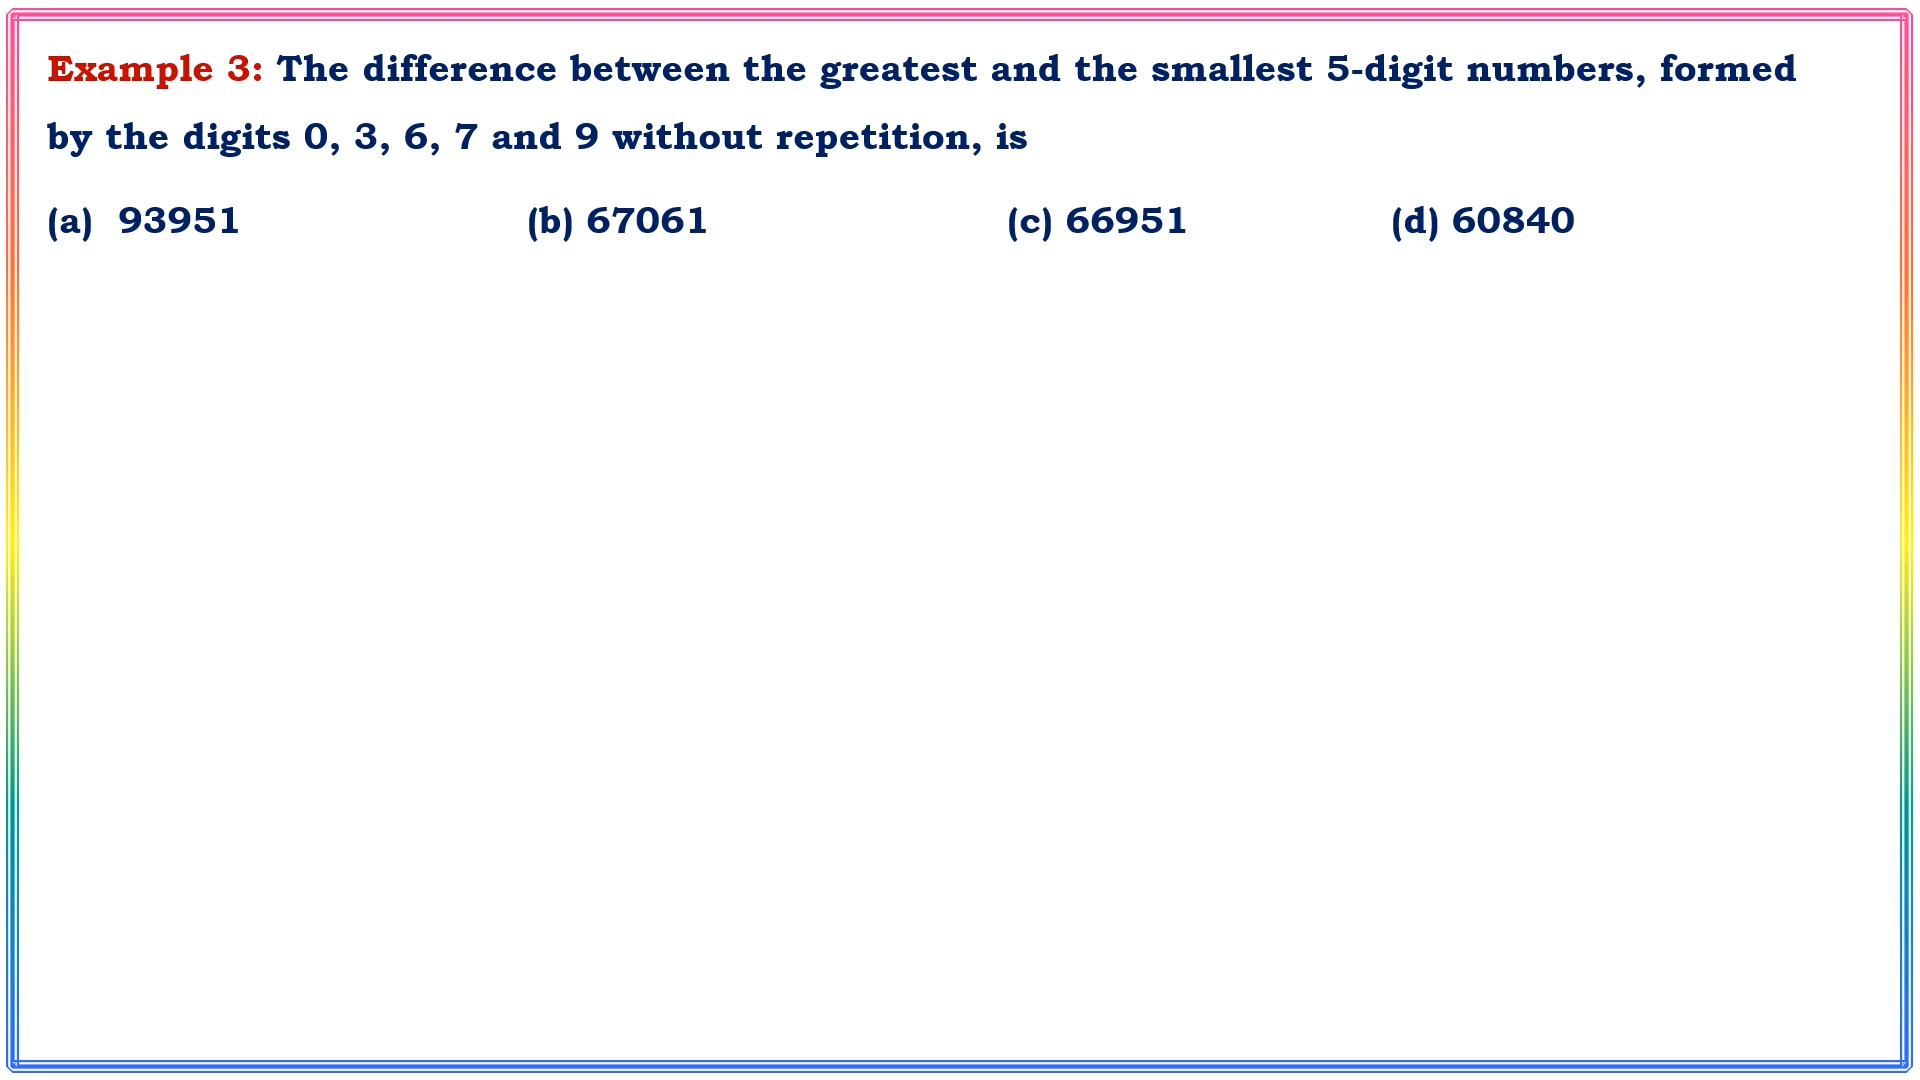 Example 3: The difference between the greatest and the smallest 5-digit numbers, formed
by the digits 0, 3, 6, 7 and 9 without repetition, is
(a) 93951 (b) 67061 (c) 66951 (d) 60840